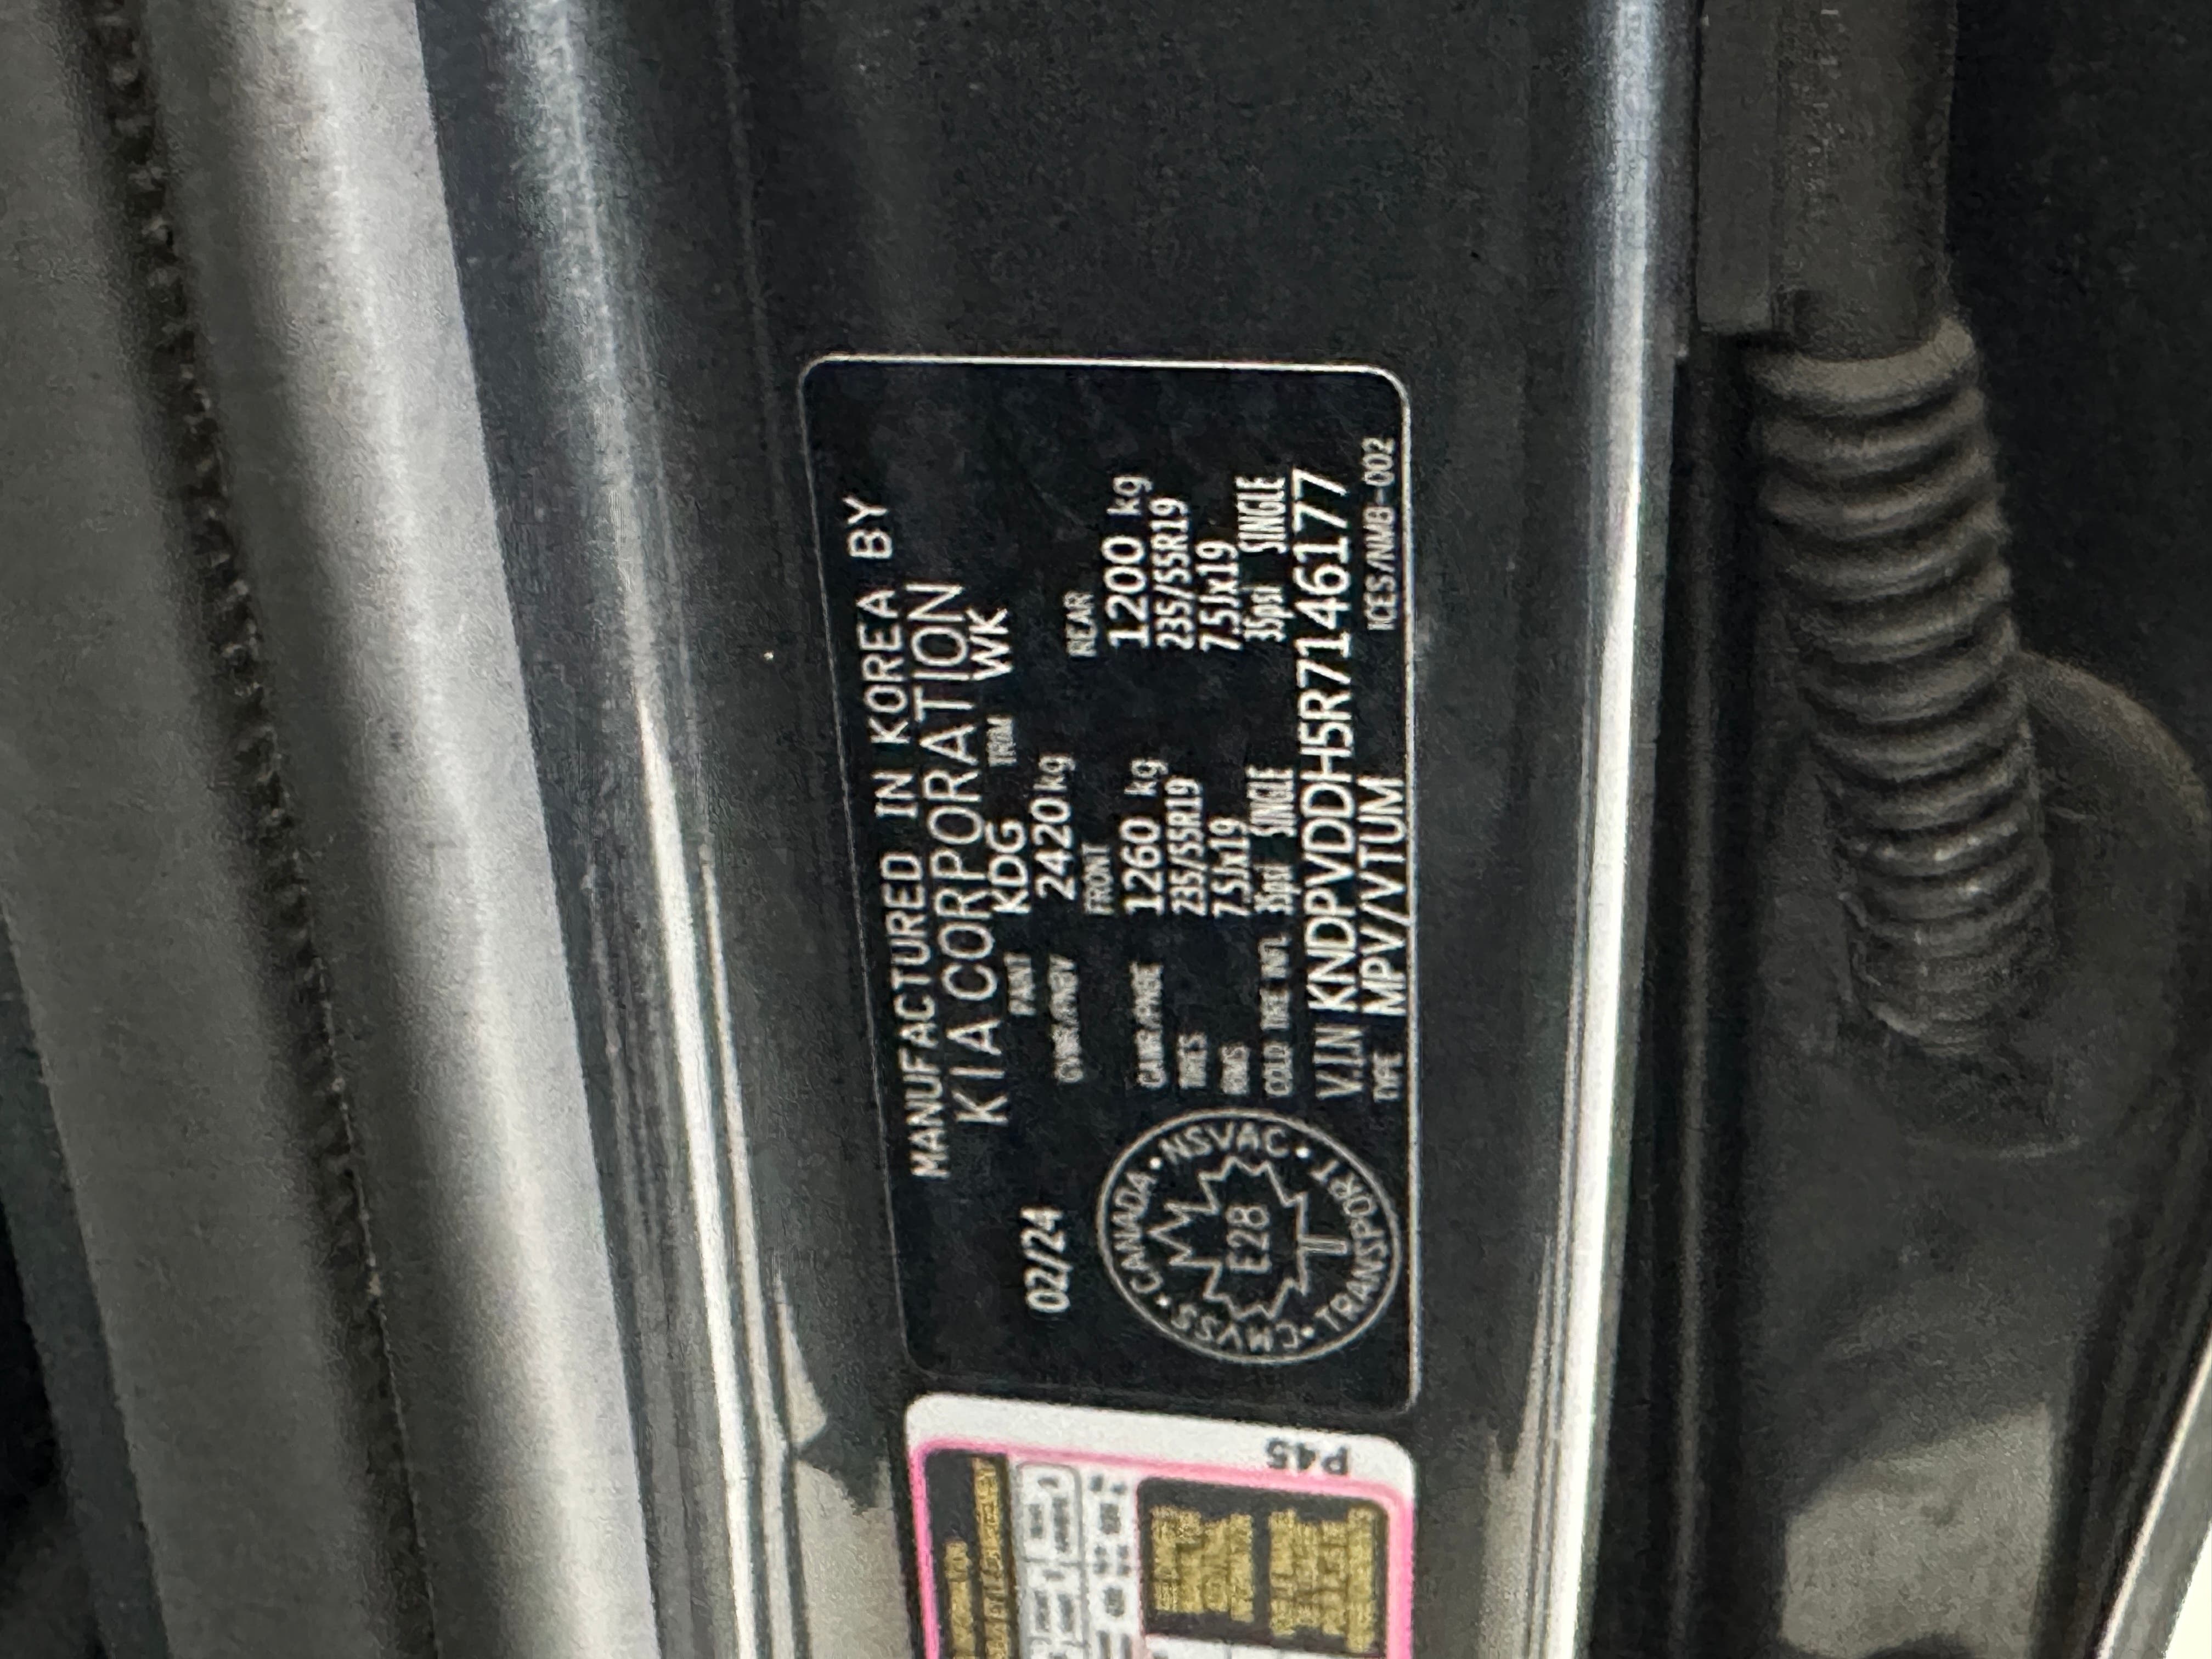 MANUFACTURED IN KOREA BY
KIA CORPORATION
02/24 PAINT KDG TRIM WK
GVWR/PNBV 2420 kg
FRONT REAR
GAWR/PNBE 1260 kg 1200 kg
TIRES 235/55R19 235/55R19
RIMS 7.5Jx19 7.5Jx19
COLD TIRE INFL 35psi SINGLE 35psi SINGLE
V.I.N KNDPVDDH5R7146177
TYPE MPV/VTUM ICES/NMB-002
CANADA • NSVAC • TRANSPORT • CMVSS •
E28
T
P45